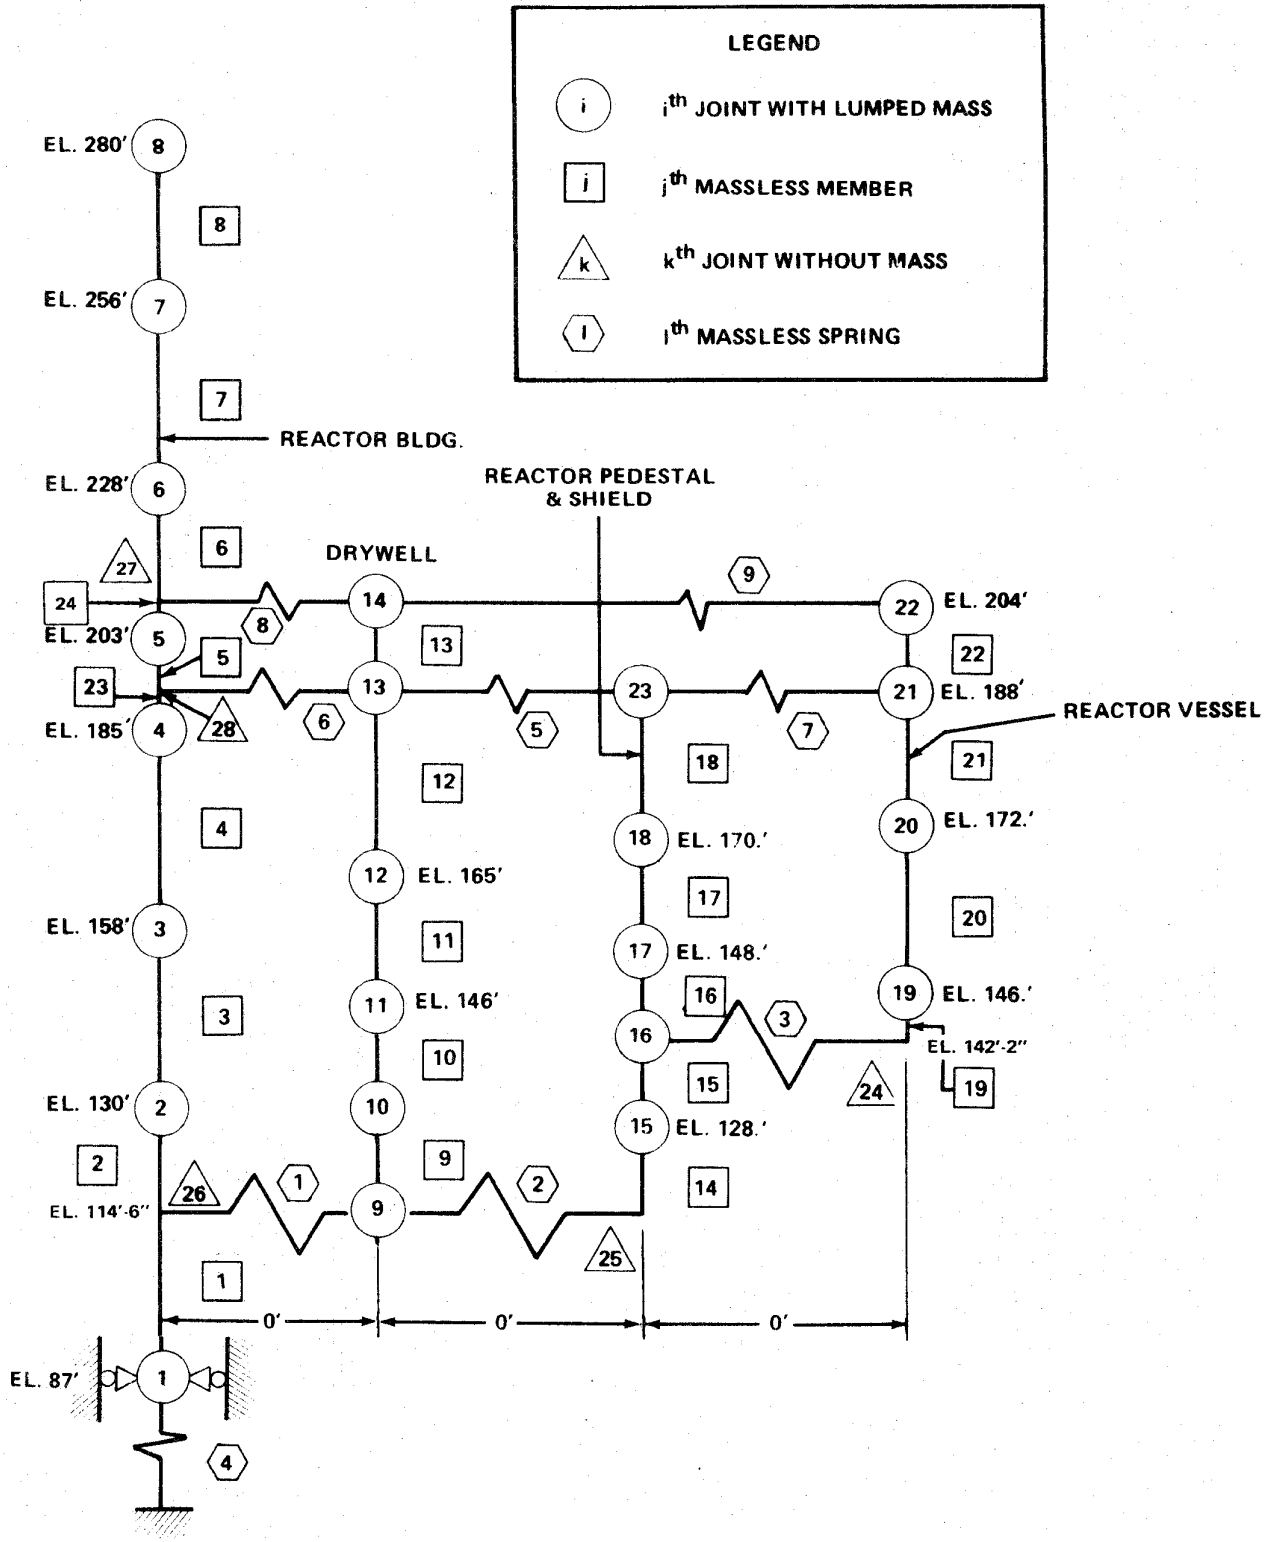 LEGEND
i ith JOINT WITH LUMPED MASS
j jth MASSLESS MEMBER
k kth JOINT WITHOUT MASS
l lth MASSLESS SPRING
EL. 280′ 8
8
EL. 256′ 7
7
REACTOR BLDG.
REACTOR PEDESTAL
& SHIELD
EL. 228′ 6
6
27
DRYWELL
9
24
14
22 EL. 204′
8
EL. 203′ 5
5
13
22
23
13
23
21 EL. 188′
6
5
7
REACTOR VESSEL
EL. 185′ 4
28
18
21
12
4
18 EL. 170.′
20 EL. 172.′
12 EL. 165′
17
20
EL. 158′ 3
11
17 EL. 148.′
11 EL. 146′
16
19 EL. 146.′
3
3
16
EL. 142′-2″
10
15
24
19
EL. 130′ 2
10
15 EL. 128.′
2
9
26
1
2
14
EL. 114′-6″
9
25
1
0′
0′
0′
EL. 87′ 1
4